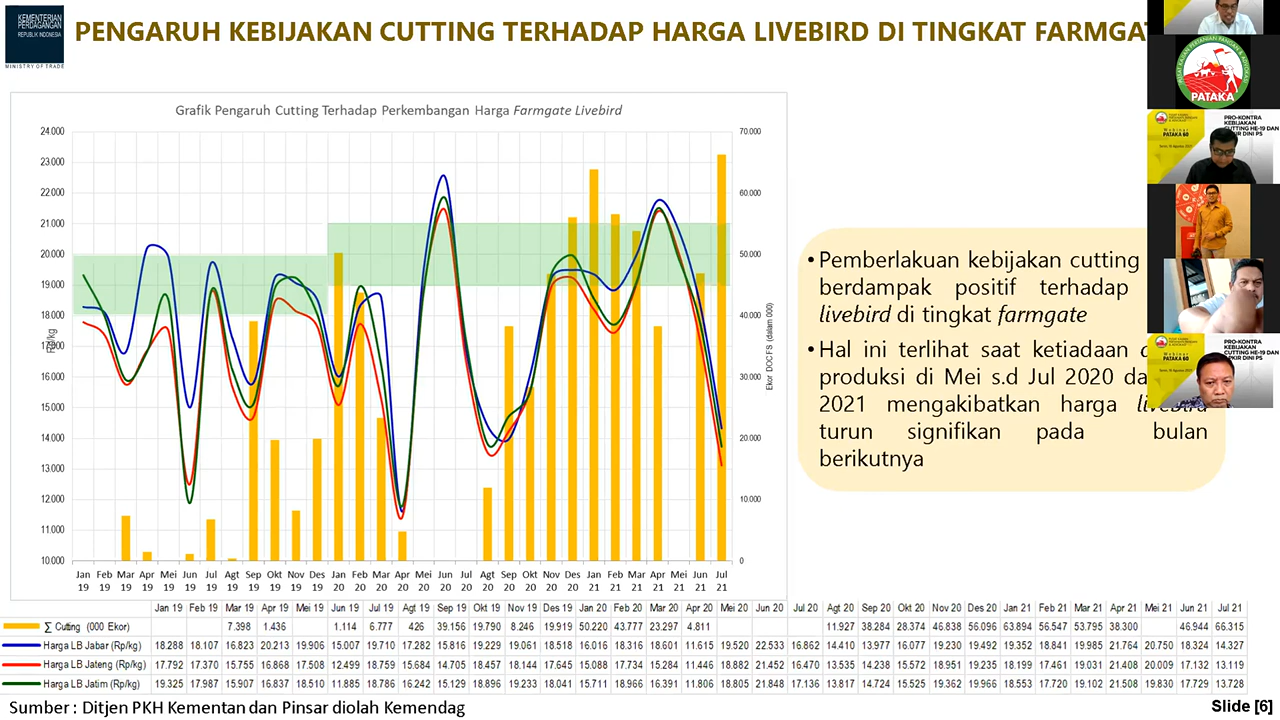 KEMENTERIAN
PERDAGANGAN
REPUBLIK INDONESIA
MINISTRY OF TRADE
PENGARUH KEBIJAKAN CUTTING TERHADAP HARGA LIVEBIRD DI TINGKAT FARMGAT
Grafik Pengaruh Cutting Terhadap Perkembangan Harga Farmgate Livebird
24.000
23.000
22.000
21.000
20.000
19.000
18.000
17.000
16.000
15.000
14.000
13.000
12.000
11.000
10.000
Rp/kg
70.000
60.000
50.000
40.000
30.000
20.000
10.000
0
Ekor DOCFS (dalam 000)
Jan 19 Feb 19 Mar 19 Apr 19 Mei 19 Jun 19 Jul 19 Agt 19 Sep 19 Okt 19 Nov 19 Des 19 Jan 20 Feb 20 Mar 20 Apr 20 Mei 20 Jun 20 Jul 20 Agt 20 Sep 20 Okt 20 Nov 20 Des 20 Jan 21 Feb 21 Mar 21 Apr 21 Mei 21 Jun 21 Jul 21
• Pemberlakuan kebijakan cutting
berdampak positif terhadap
livebird di tingkat farmgate
• Hal ini terlihat saat ketiadaan
produksi di Mei s.d Jul 2020
2021 mengakibatkan harga livebird
turun signifikan pada bulan
berikutnya
Jan 19 Feb 19 Mar 19 Apr 19 Mei 19 Jun 19 Jul 19 Agt 19 Sep 19 Okt 19 Nov 19 Des 19 Jan 20 Feb 20 Mar 20 Apr 20 Mei 20 Jun 20 Jul 20 Agt 20 Sep 20 Okt 20 Nov 20 Des 20 Jan 21 Feb 21 Mar 21 Apr 21 Mei 21 Jun 21 Jul 21
∑ Cutting (000 Ekor) 7.398 1.436 1.114 6.777 426 39.156 19.790 8.246 19.919 50.220 43.777 23.297 4.811 11.927 38.284 28.374 46.838 56.096 63.894 56.547 53.795 38.300 46.944 66.315
Harga LB Jabar (Rp/kg) 18.288 18.107 16.823 20.213 19.906 15.007 19.710 17.282 15.816 19.229 19.061 18.518 16.016 18.316 18.601 11.615 19.520 22.533 16.862 14.410 13.977 16.077 19.230 19.492 19.352 18.841 19.985 21.764 20.750 18.324 14.327
Harga LB Jateng (Rp/kg) 17.792 17.370 15.755 16.868 17.508 12.499 18.759 15.684 14.705 18.457 18.144 17.645 15.088 17.734 15.284 11.446 18.862 21.452 16.470 13.535 14.238 15.572 18.951 19.235 18.199 17.461 19.031 21.408 20.009 17.132 13.119
Harga LB Jatim (Rp/kg) 19.325 17.987 15.907 16.837 18.510 11.885 18.786 16.242 15.129 18.896 19.233 18.041 15.711 18.966 16.391 11.806 18.805 21.848 17.136 13.817 14.724 15.525 19.362 19.966 18.553 17.720 19.102 21.508 19.830 17.729 13.728
Sumber : Ditjen PKH Kementan dan Pinsar diolah Kemendag
Slide [6]
PATAKA
Webinar
PATAKA 60
PRO-KONTRA
KEBIJAKAN
CUTTING HE-19 DAN
Webinar
PATAKA 60
PRO-KONTRA
KEBIJAKAN
CUTTING HE-19 DAN